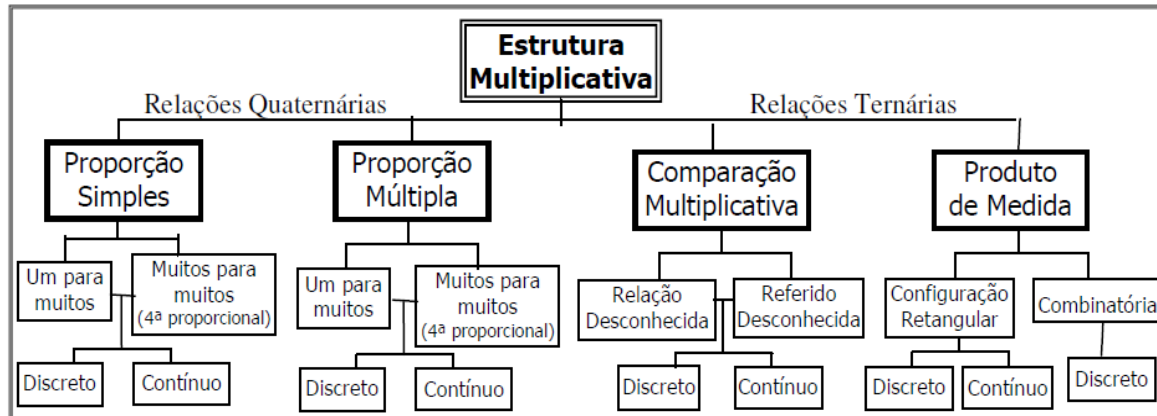 Estrutura
Multiplicativa
Relações Quaternárias
Relações Ternárias
Proporção
Simples
Proporção
Múltipla
Comparação
Multiplicativa
Produto
de Medida
Um para
muitos
Muitos para
muitos
(4ª proporcional)
Um para
muitos
Muitos para
muitos
(4ª proporcional)
Relação
Desconhecida
Referido
Desconhecida
Configuração
Retangular
Combinatória
Discreto
Contínuo
Discreto
Contínuo
Discreto
Contínuo
Discreto
Contínuo
Discreto